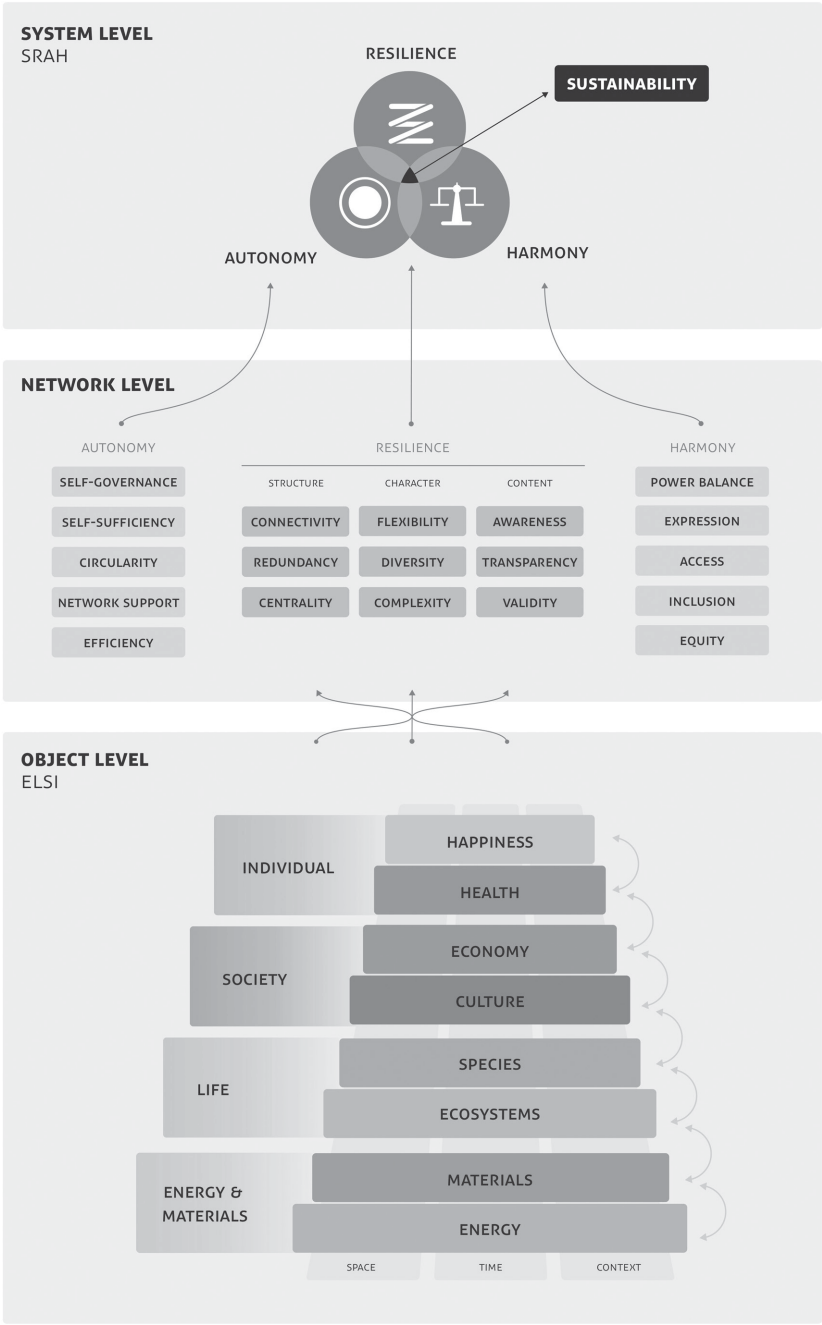 SYSTEM LEVEL
SRAH
RESILIENCE
SUSTAINABILITY
AUTONOMY
HARMONY
NETWORK LEVEL
AUTONOMY
SELF-GOVERNANCE
SELF-SUFFICIENCY
CIRCULARITY
NETWORK SUPPORT
EFFICIENCY
RESILIENCE
STRUCTURE
CONNECTIVITY
REDUNDANCY
CENTRALITY
CHARACTER
FLEXIBILITY
DIVERSITY
COMPLEXITY
CONTENT
AWARENESS
TRANSPARENCY
VALIDITY
HARMONY
POWER BALANCE
EXPRESSION
ACCESS
INCLUSION
EQUITY
OBJECT LEVEL
ELSI
INDIVIDUAL
HAPPINESS
HEALTH
SOCIETY
ECONOMY
CULTURE
LIFE
SPECIES
ECOSYSTEMS
ENERGY &
MATERIALS
MATERIALS
ENERGY
SPACE
TIME
CONTEXT